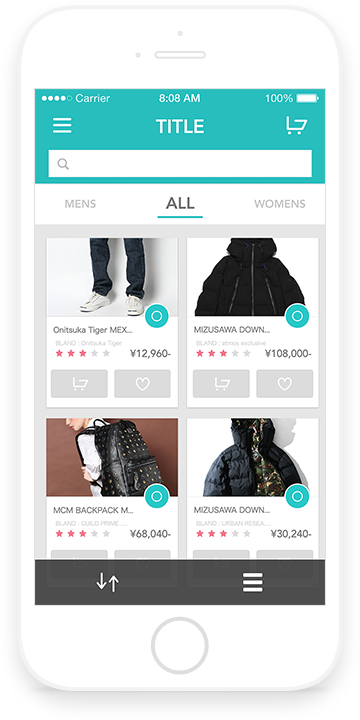 Carrier 8:08 AM 100%
TITLE
MENS ALL WOMENS
Onitsuka Tiger MEX...
BLAND : Onitsuka Tiger
¥12,960-
MIZUSAWA DOWN...
BLAND : atmos exclusive
¥108,000-
MCM BACKPACK M...
BLAND : GUILD PRIME ....
¥68,040-
MIZUSAWA DOWN...
BLAND : URBAN RESEA....
¥30,240-